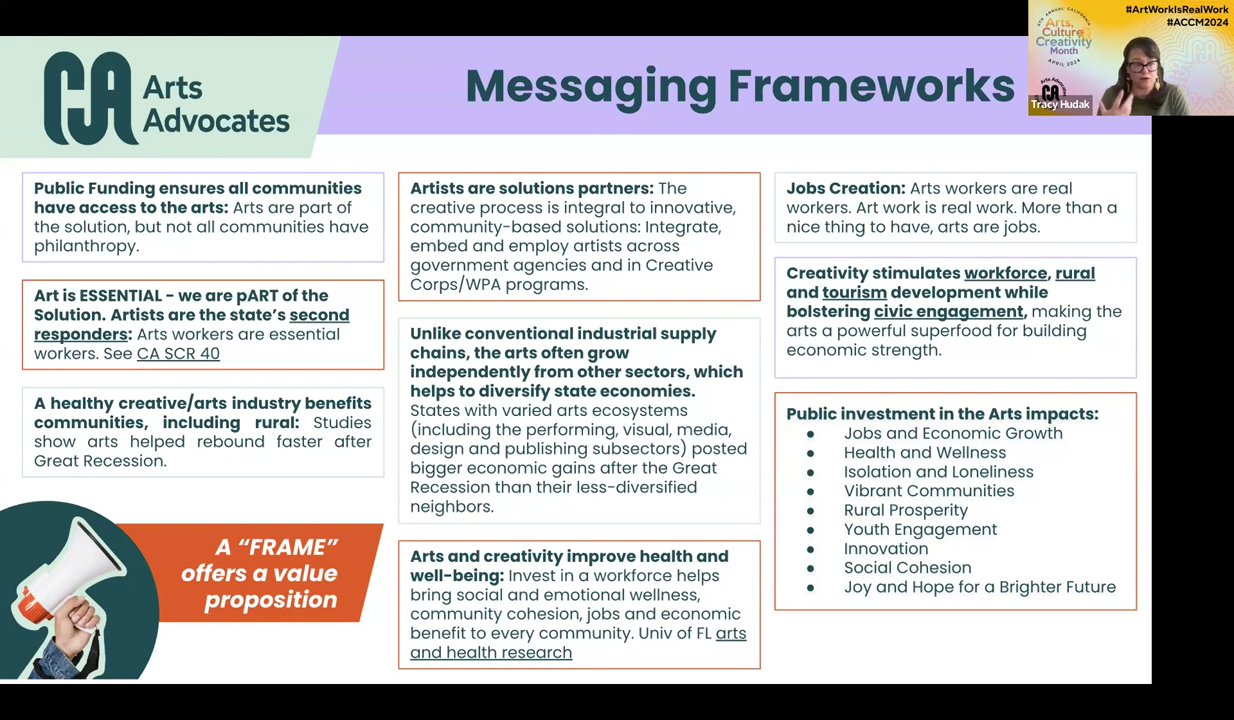 #ArtWorkIsRealWork
#ACCM2024
5TH ANNUAL CALIFORNIA
Arts,
Culture &
Creativity
Month
APRIL 2024
Tracy Hudak
CA Arts
Advocates
Messaging Frameworks
Public Funding ensures all communities
have access to the arts: Arts are part of
the solution, but not all communities have
philanthropy.
Art is ESSENTIAL - we are pART of the
Solution. Artists are the state's second
responders: Arts workers are essential
workers. See CA SCR 40
A healthy creative/arts industry benefits
communities, including rural: Studies
show arts helped rebound faster after
Great Recession.
A “FRAME”
offers a value
proposition
Artists are solutions partners: The
creative process is integral to innovative,
community-based solutions: Integrate,
embed and employ artists across
government agencies and in Creative
Corps/WPA programs.
Unlike conventional industrial supply
chains, the arts often grow
independently from other sectors, which
helps to diversify state economies.
States with varied arts ecosystems
(including the performing, visual, media,
design and publishing subsectors) posted
bigger economic gains after the Great
Recession than their less-diversified
neighbors.
Arts and creativity improve health and
well-being: Invest in a workforce helps
bring social and emotional wellness,
community cohesion, jobs and economic
benefit to every community. Univ of FL arts
and health research
Jobs Creation: Arts workers are real
workers. Art work is real work. More than a
nice thing to have, arts are jobs.
Creativity stimulates workforce, rural
and tourism development while
bolstering civic engagement, making the
arts a powerful superfood for building
economic strength.
Public investment in the Arts impacts:
● Jobs and Economic Growth
● Health and Wellness
● Isolation and Loneliness
● Vibrant Communities
● Rural Prosperity
● Youth Engagement
● Innovation
● Social Cohesion
● Joy and Hope for a Brighter Future